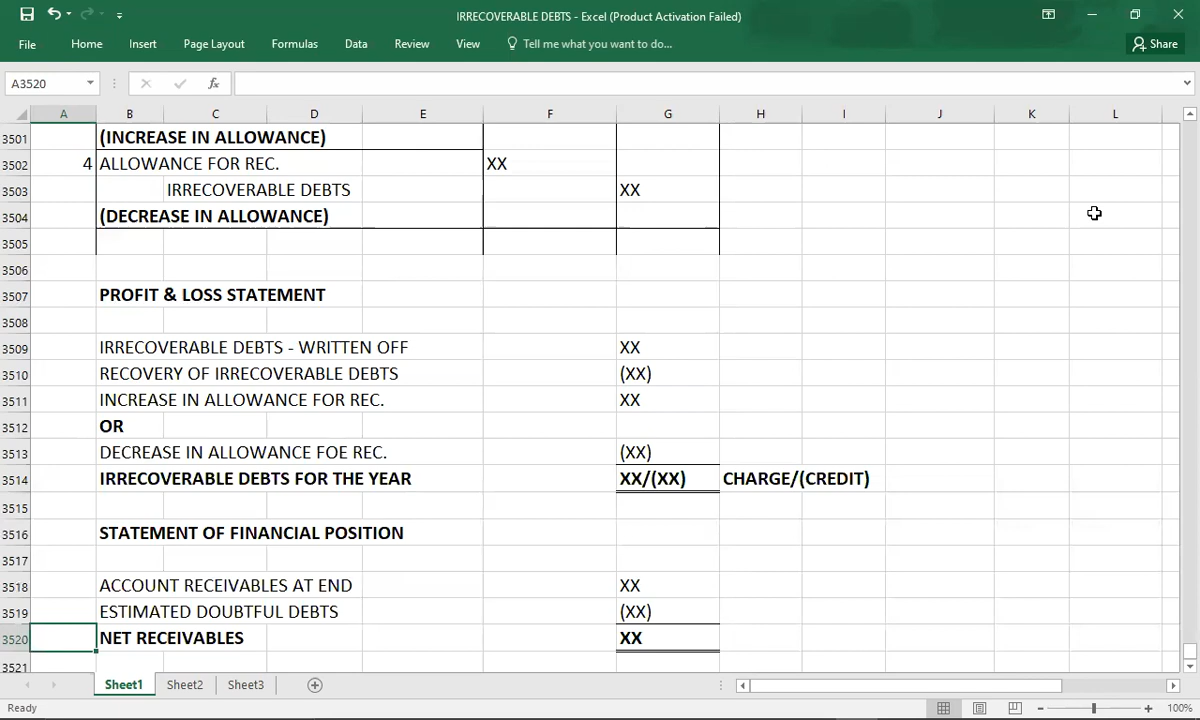 IRRECOVERABLE DEBTS - Excel (Product Activation Failed)
File Home Insert Page Layout Formulas Data Review View Tell me what you want to do... Share
A3520 fx
A B C D E F G H I J K L
3501 (INCREASE IN ALLOWANCE)
3502 4 ALLOWANCE FOR REC. XX
3503 IRRECOVERABLE DEBTS XX
3504 (DECREASE IN ALLOWANCE)
3505
3506
3507 PROFIT & LOSS STATEMENT
3508
3509 IRRECOVERABLE DEBTS - WRITTEN OFF XX
3510 RECOVERY OF IRRECOVERABLE DEBTS (XX)
3511 INCREASE IN ALLOWANCE FOR REC. XX
3512 OR
3513 DECREASE IN ALLOWANCE FOE REC. (XX)
3514 IRRECOVERABLE DEBTS FOR THE YEAR XX/(XX) CHARGE/(CREDIT)
3515
3516 STATEMENT OF FINANCIAL POSITION
3517
3518 ACCOUNT RECEIVABLES AT END XX
3519 ESTIMATED DOUBTFUL DEBTS (XX)
3520 NET RECEIVABLES XX
3521
Sheet1 Sheet2 Sheet3
Ready 100%